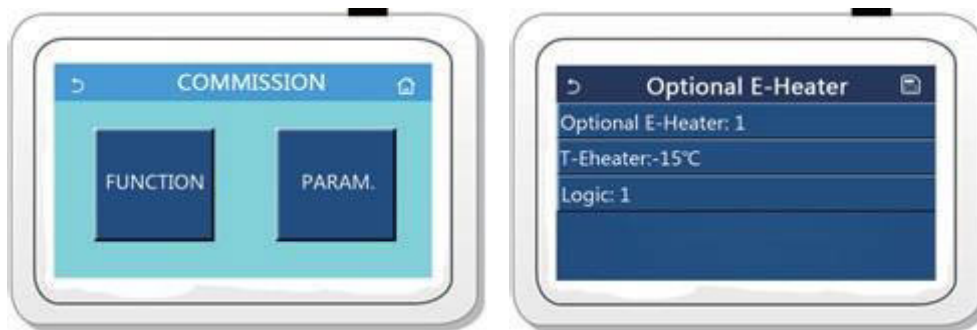 COMMISSION
FUNCTION
PARAM.
Optional E-Heater
Optional E-Heater: 1
T-Eheater:-15℃
Logic: 1